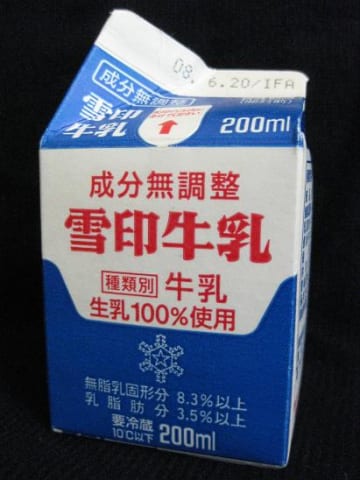 08. 6.20/IFA
成分無調整
雪印
牛乳
200ml
成分無調整
雪印牛乳
種類別 牛乳
生乳100%使用
無脂乳固形分 8.3%以上
乳脂肪分 3.5%以上
要冷蔵
10℃以下 200ml